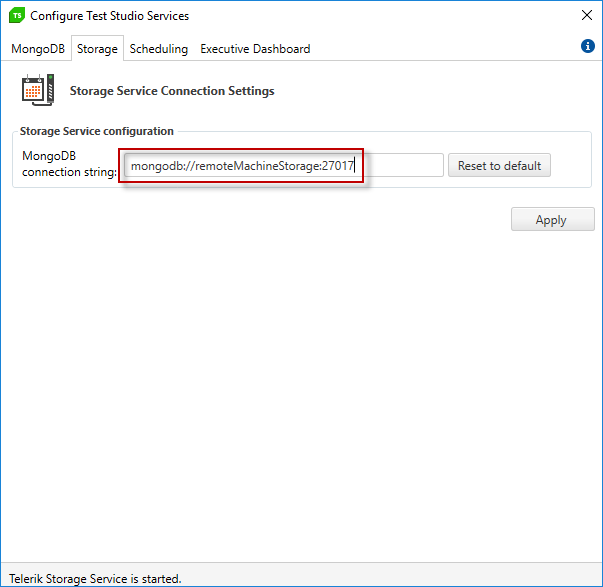 TS Configure Test Studio Services
MongoDB Storage Scheduling Executive Dashboard i
Storage Service Connection Settings
Storage Service configuration
MongoDB
connection string:
mongodb://remoteMachineStorage:27017
Reset to default
Apply
Telerik Storage Service is started.